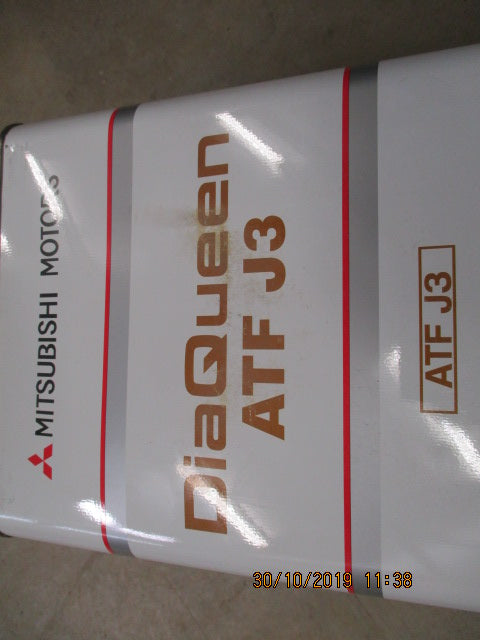 MITSUBISHI MOTORS
DiaQueen
ATF J3
ATF J3
30/10/2019 11:38